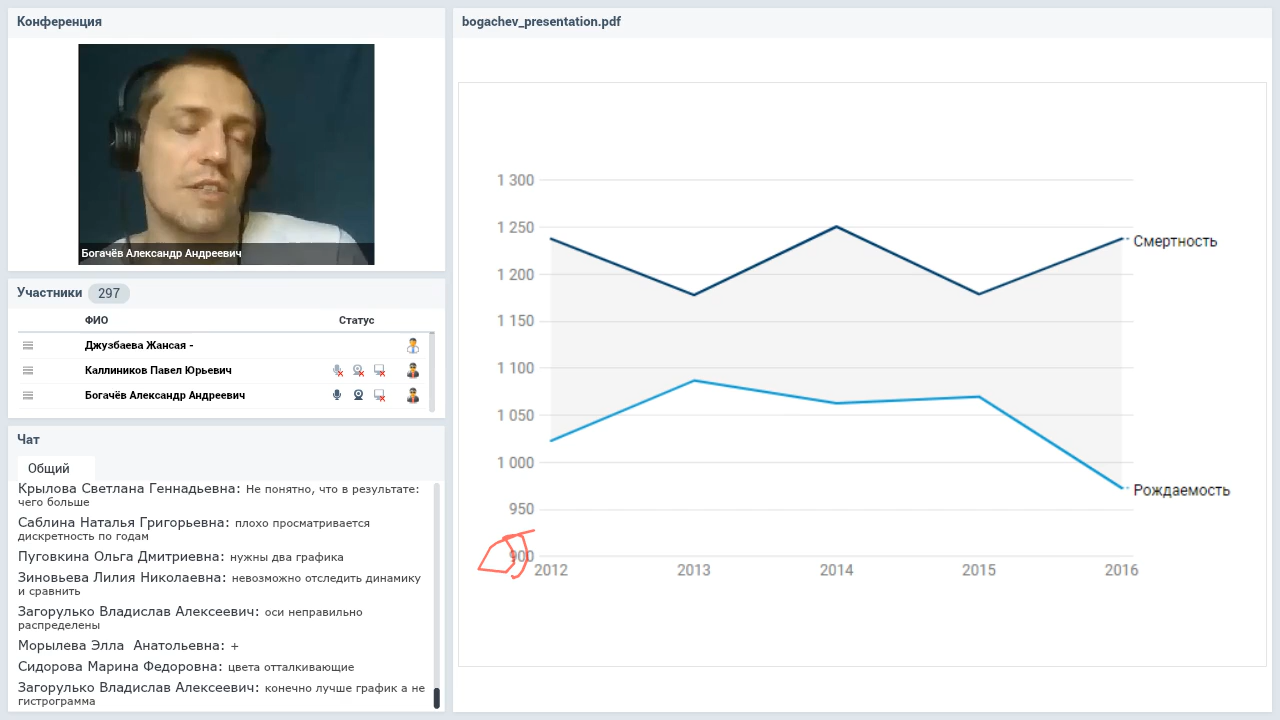 Конференция
Богачёв Александр Андреевич
Участники 297
ФИО Статус
Джузбаева Жансая -
Каллиников Павел Юрьевич
Богачёв Александр Андреевич
Чат
Общий
Крылова Светлана Геннадьевна: Не понятно, что в результате:
чего больше
Саблина Наталья Григорьевна: плохо просматривается
дискретность по годам
Пуговкина Ольга Дмитриевна: нужны два графика
Зиновьева Лилия Николаевна: невозможно отследить динамику
и сравнить
Загорулько Владислав Алексеевич: оси неправильно
распределены
Морылева Элла  Анатольевна: +
Сидорова Марина Федоровна: цвета отталкивающие
Загорулько Владислав Алексеевич: конечно лучше график а не
гистрограмма
bogachev_presentation.pdf
1 300
1 250
Смертность
1 200
1 150
1 100
1 050
1 000
Рождаемость
950
900
2012 2013 2014 2015 2016